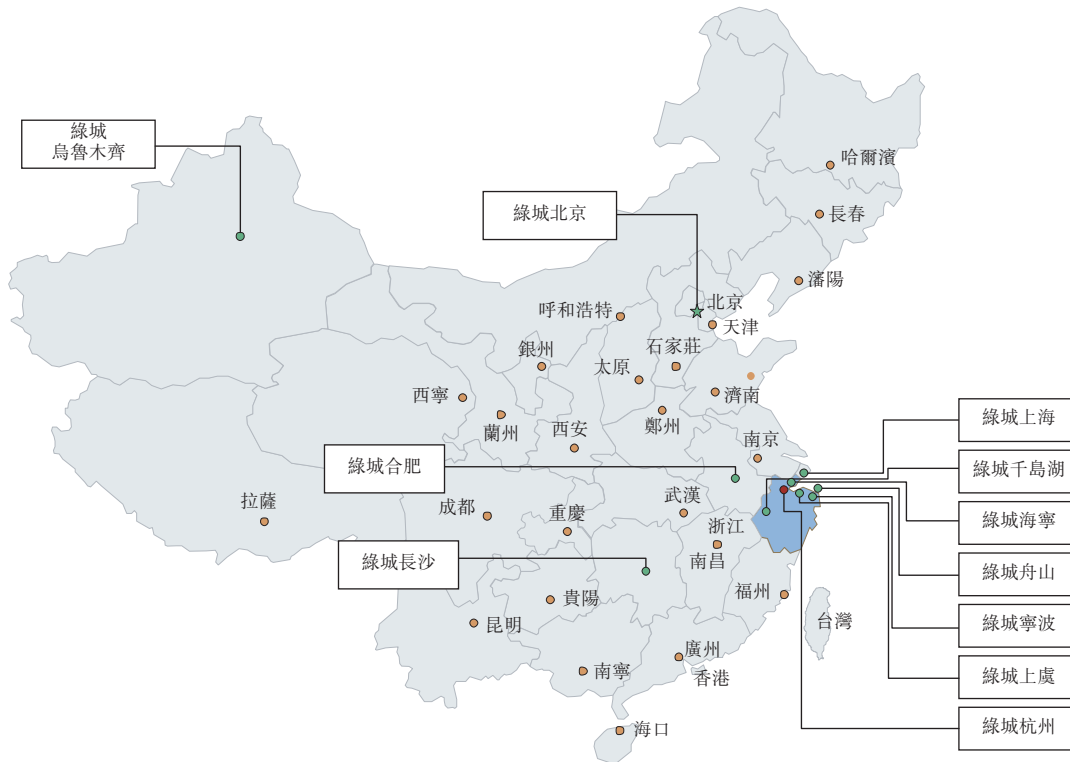 綠城
烏魯木齊
哈爾濱
長春
綠城北京
瀋陽
北京
呼和浩特
天津
銀州
石家莊
太原
西寧
濟南
蘭州
鄭州
西安
南京
綠城上海
綠城合肥
綠城千島湖
拉薩
成都
重慶
武漢
浙江
綠城海寧
南昌
綠城長沙
綠城舟山
貴陽
福州
昆明
台灣
綠城寧波
廣州
南寧
香港
綠城上虞
海口
綠城杭州